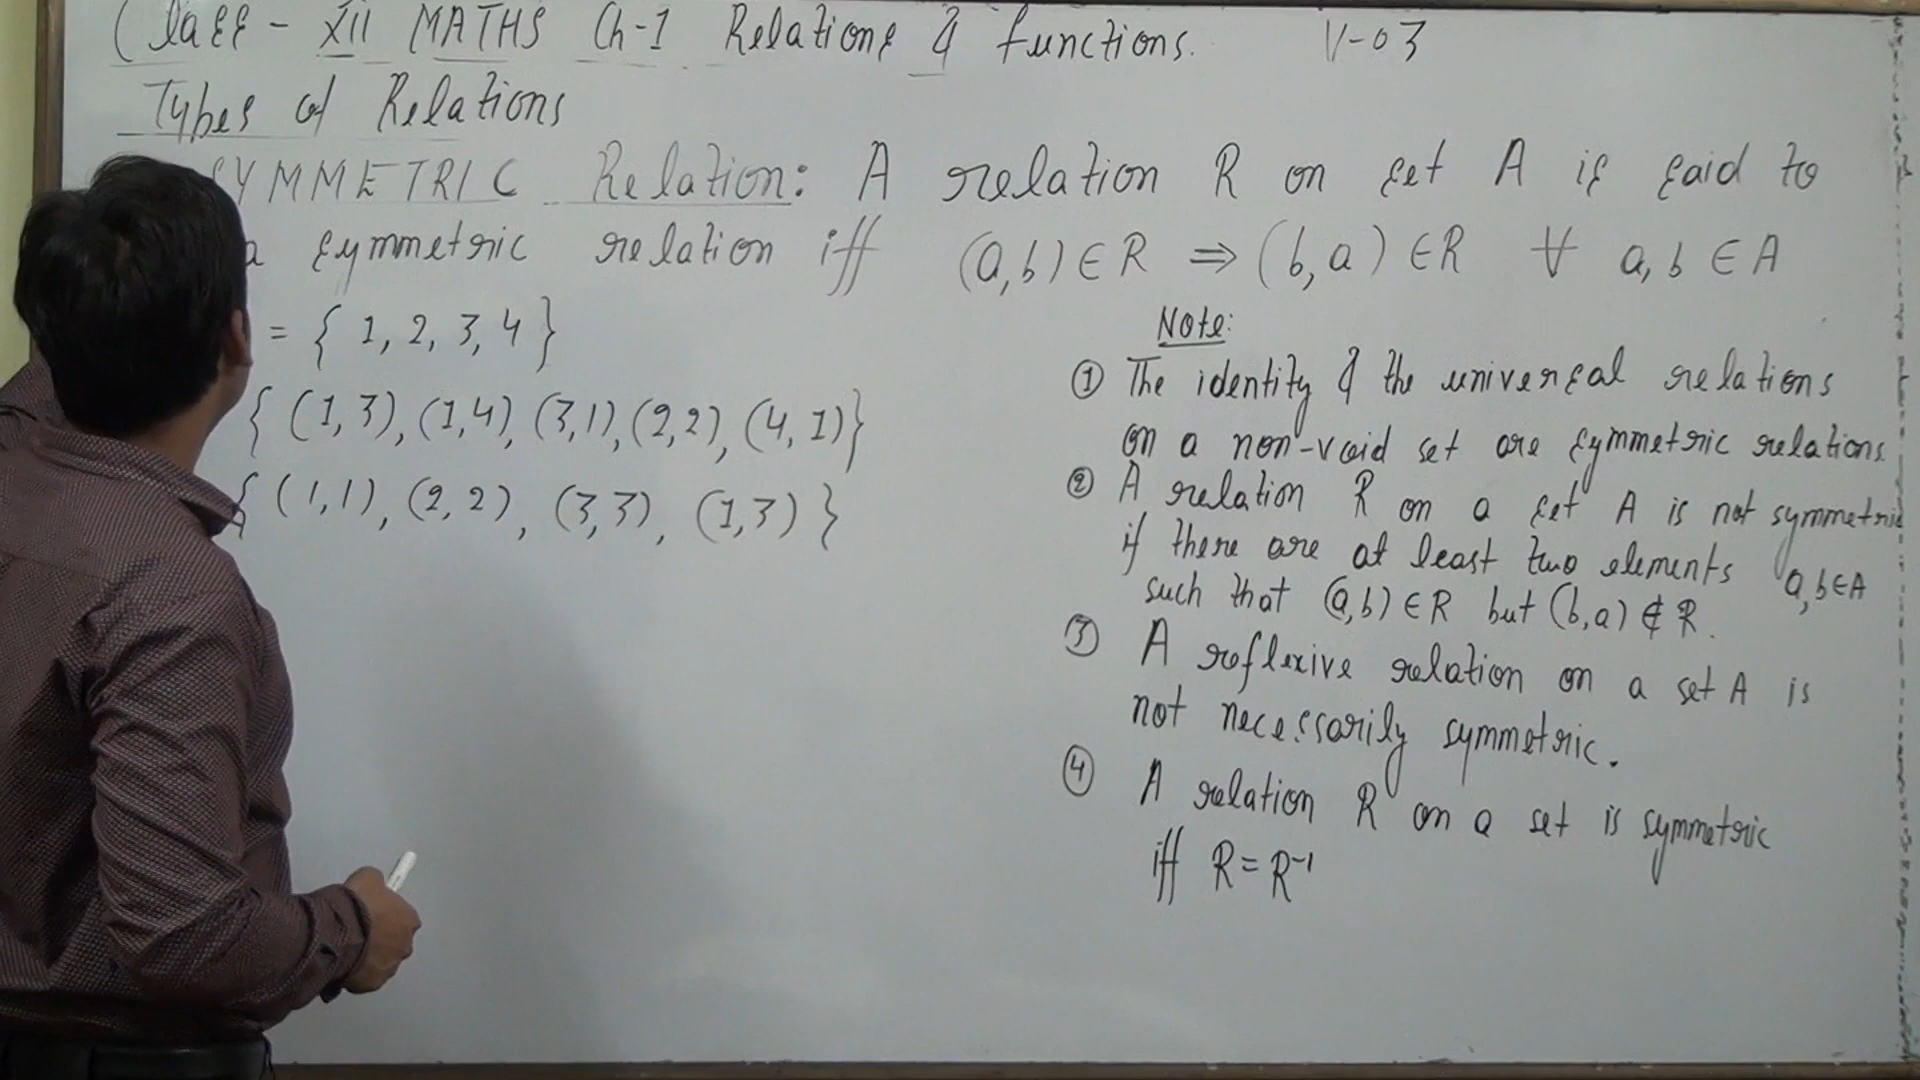 Class - XII MATHS Ch-1 Relations & functions. V-03
Types of Relations
SYMMETRIC Relation: A relation R on set A is said to
a symmetric relation iff (a,b) ∈ R ⇒ (b,a) ∈ R ∀ a,b ∈ A
= { 1, 2, 3, 4 }
{ (1,3), (1,4), (3,1), (2,2), (4,1) }
{ (1,1), (2,2), (3,3), (1,3) }
Note:
① The identity & the universal relations
on a non-void set are symmetric relations
② A relation R on a set A is not symmetric
if there are at least two elements a,b∈A
such that (a,b) ∈ R but (b,a) ∉ R.
③ A reflexive relation on a set A is
not necessarily symmetric.
④ A relation R on a set is symmetric
iff R = R⁻¹